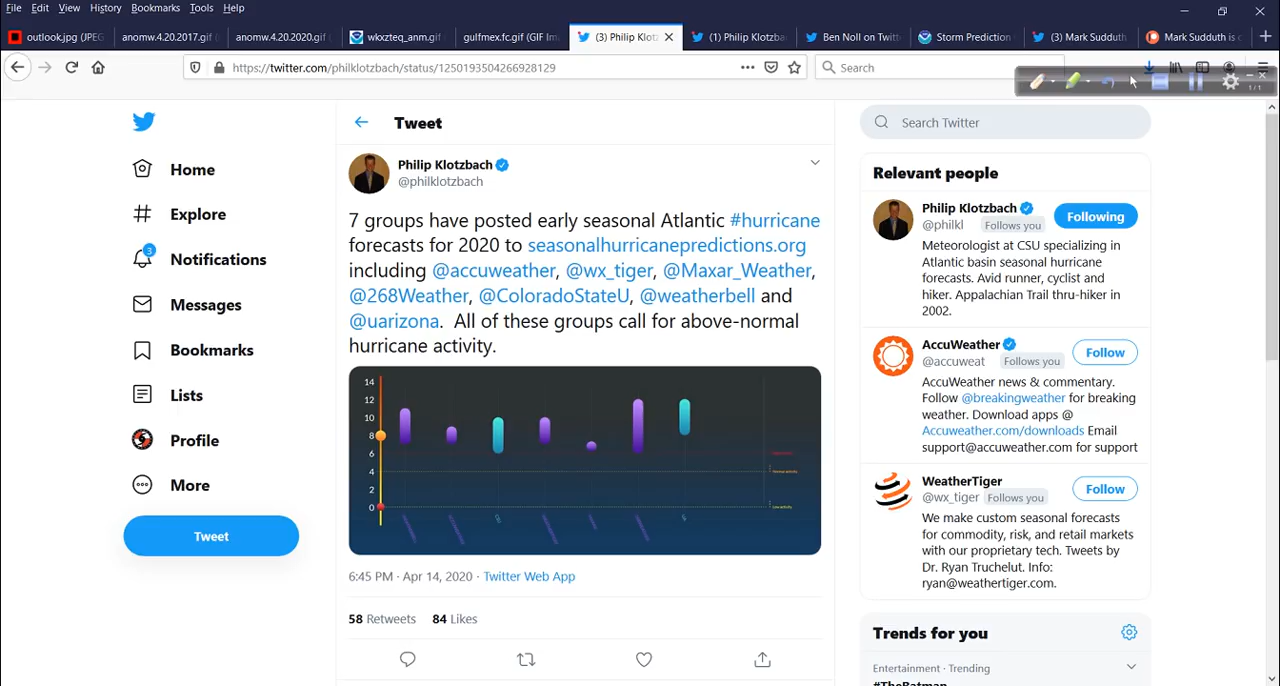 File Edit View History Bookmarks Tools Help
outlook.jpg (JPEG anomw.4.20.2017.gif ( anomw.4.20.2020.gif ( wkxzteq_anm.gif gulfmex.fc.gif (GIF Im (3) Philip Klotz (1) Philip Klotzba Ben Noll on Twitt Storm Prediction (3) Mark Sudduth Mark Sudduth is c
https://twitter.com/philklotzbach/status/1250193504266928129
Search
1/1
Home
Explore
3
Notifications
Messages
Bookmarks
Lists
Profile
More
Tweet
Tweet
Philip Klotzbach
@philklotzbach
7 groups have posted early seasonal Atlantic #hurricane
forecasts for 2020 to seasonalhurricanepredictions.org
including @accuweather, @wx_tiger, @Maxar_Weather,
@268Weather, @ColoradoStateU, @weatherbell and
@uarizona. All of these groups call for above-normal
hurricane activity.
14
12
10
8
6
4
2
0
6:45 PM · Apr 14, 2020 · Twitter Web App
58 Retweets 84 Likes
Search Twitter
Relevant people
Philip Klotzbach
@philkl Follows you
Following
Meteorologist at CSU specializing in
Atlantic basin seasonal hurricane
forecasts. Avid runner, cyclist and
hiker. Appalachian Trail thru-hiker in
2002.
AccuWeather
@accuweat Follows you
Follow
AccuWeather news & commentary.
Follow @breakingweather for breaking
weather. Download apps @
Accuweather.com/downloads Email
support@accuweather.com for support
WeatherTiger
@wx_tiger Follows you
Follow
We make custom seasonal forecasts
for commodity, risk, and retail markets
with our proprietary tech. Tweets by
Dr. Ryan Truchelut. Info:
ryan@weathertiger.com.
Trends for you
Entertainment · Trending
#TheBatman